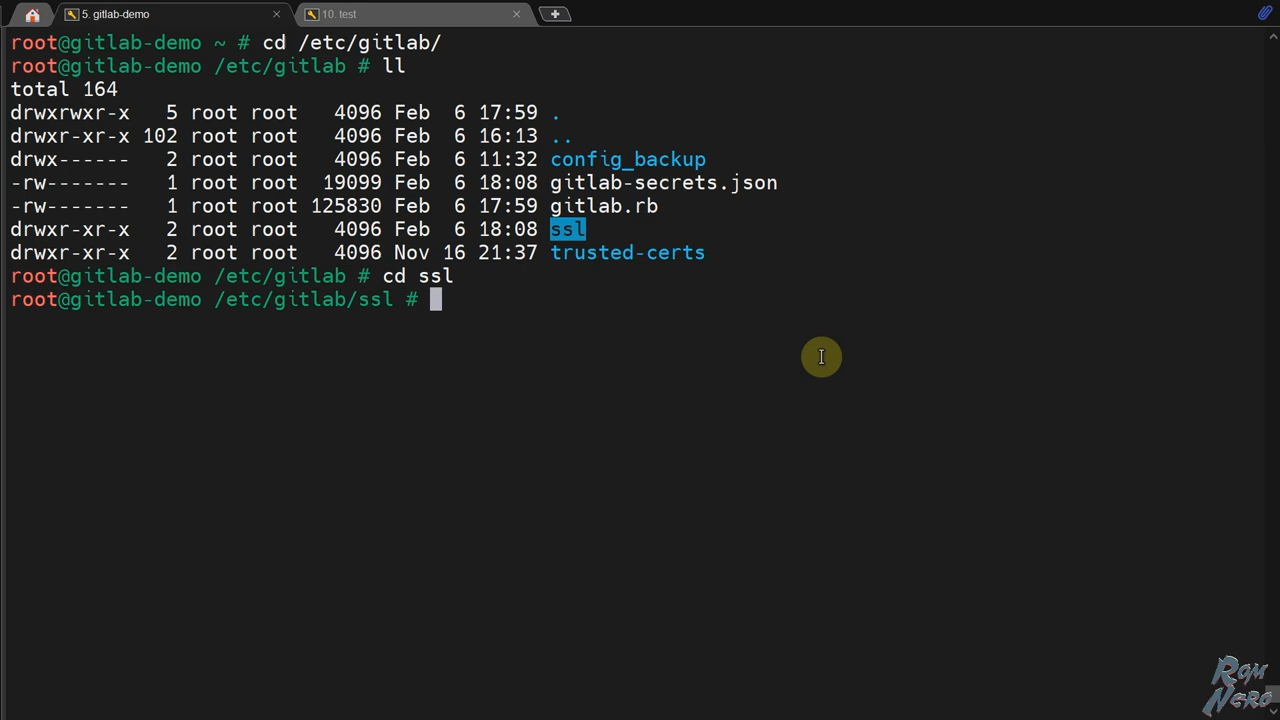 5. gitlab-demo
10. test
root@gitlab-demo ~ # cd /etc/gitlab/
root@gitlab-demo /etc/gitlab # ll
total 164
drwxrwxr-x   5 root root   4096 Feb  6 17:59 .
drwxr-xr-x 102 root root   4096 Feb  6 16:13 ..
drwx------   2 root root   4096 Feb  6 11:32 config_backup
-rw-------   1 root root  19099 Feb  6 18:08 gitlab-secrets.json
-rw-------   1 root root 125830 Feb  6 17:59 gitlab.rb
drwxr-xr-x   2 root root   4096 Feb  6 18:08 ssl
drwxr-xr-x   2 root root   4096 Nov 16 21:37 trusted-certs
root@gitlab-demo /etc/gitlab # cd ssl
root@gitlab-demo /etc/gitlab/ssl #
Rom
Nero